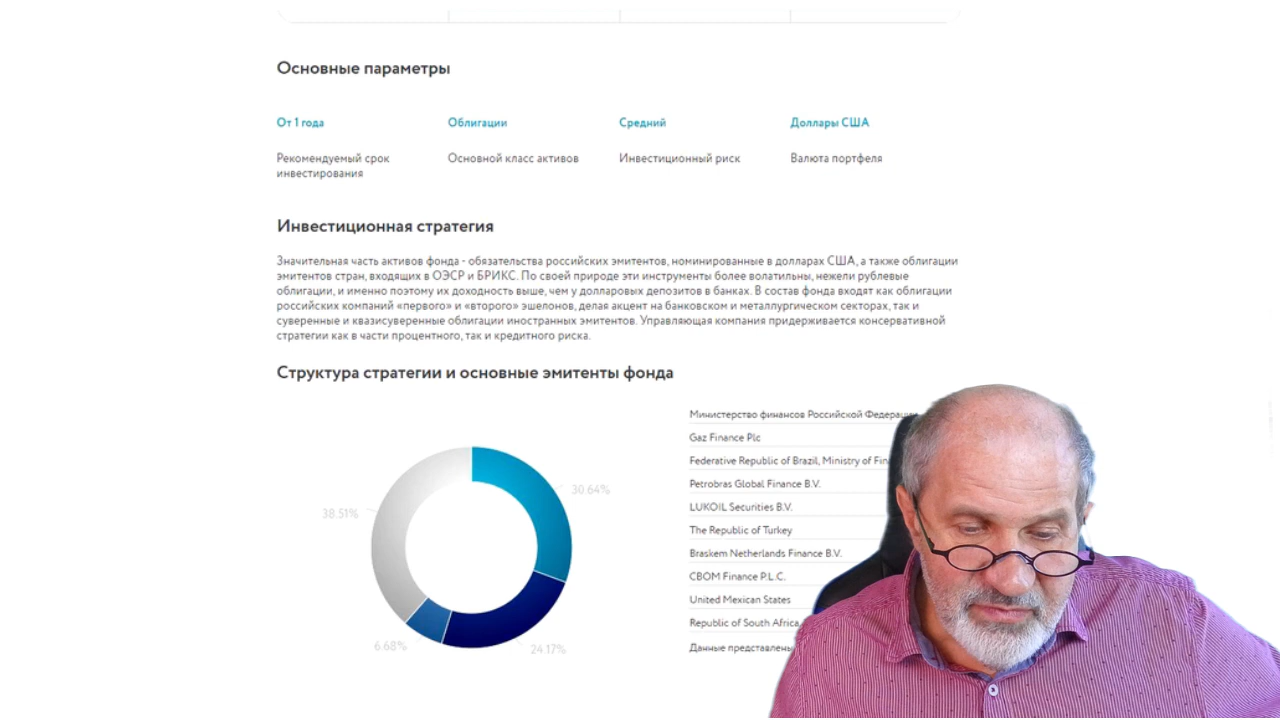 Основные параметры
От 1 года
Облигации
Средний
Доллары США
Рекомендуемый срок
инвестирования
Основной класс активов
Инвестиционный риск
Валюта портфеля
Инвестиционная стратегия
Значительная часть активов фонда - обязательства российских эмитентов, номинированные в долларах США, а также облигации
эмитентов стран, входящих в ОЭСР и БРИКС. По своей природе эти инструменты более волатильны, нежели рублевые
облигации, и именно поэтому их доходность выше, чем у долларовых депозитов в банках. В состав фонда входят как облигации
российских компаний «первого» и «второго» эшелонов, делая акцент на банковском и металлургическом секторах, так и
суверенные и квазисуверенные облигации иностранных эмитентов. Управляющая компания придерживается консервативной
стратегии как в части процентного, так и кредитного риска.
Структура стратегии и основные эмитенты фонда
30.64%
38.51%
6.68%
24.17%
Министерство финансов Российской
Gaz Finance Plc
Federative Republic of Brazil, Ministry of
Petrobras Global Finance B.V.
LUKOIL Securities B.V.
The Republic of Turkey
Braskem Netherlands Finance B.V.
CBOM Finance P.L.C.
United Mexican States
Republic of South Africa,
Данные представлены